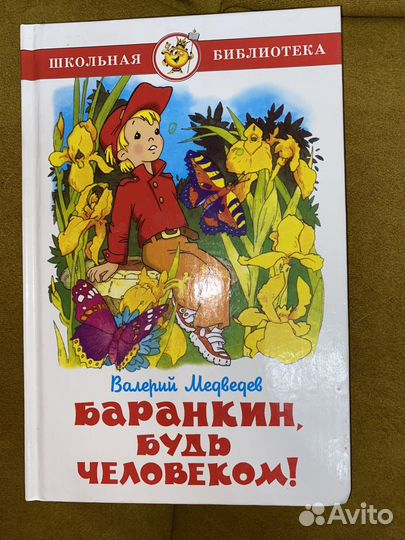 ШКОЛЬНАЯ БИБЛИОТЕКА
Валерий Медведев
БАРАНКИН,
БУДЬ
ЧЕЛОВЕКОМ!
Avito